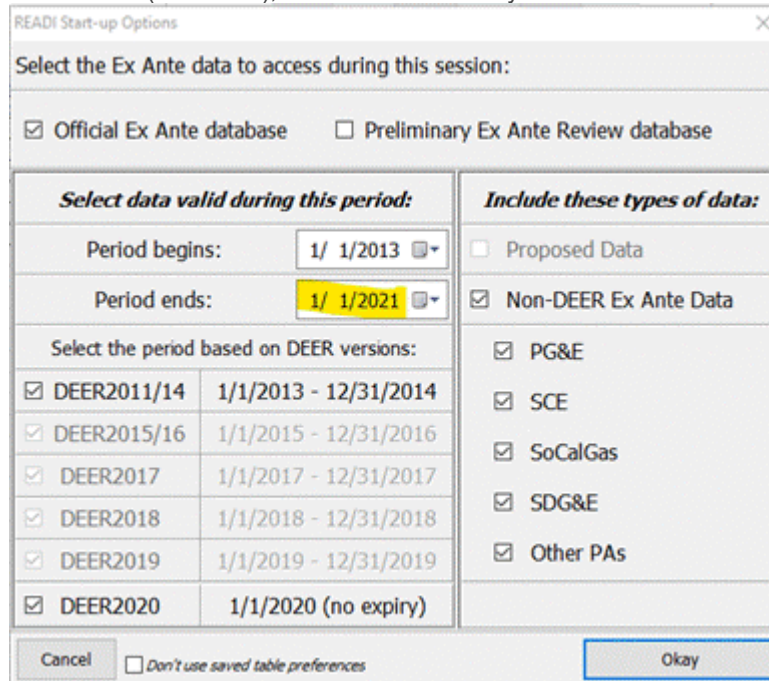 READI Start-up Options
Select the Ex Ante data to access during this session:
Official Ex Ante database
Preliminary Ex Ante Review database
Select data valid during this period:
Period begins: 1/ 1/2013
Period ends: 1/ 1/2021
Select the period based on DEER versions:
DEER2011/14 1/1/2013 - 12/31/2014
DEER2015/16 1/1/2015 - 12/31/2016
DEER2017 1/1/2017 - 12/31/2017
DEER2018 1/1/2018 - 12/31/2018
DEER2019 1/1/2019 - 12/31/2019
DEER2020 1/1/2020 (no expiry)
Include these types of data:
Proposed Data
Non-DEER Ex Ante Data
PG&E
SCE
SoCalGas
SDG&E
Other PAs
Cancel
Don't use saved table preferences
Okay